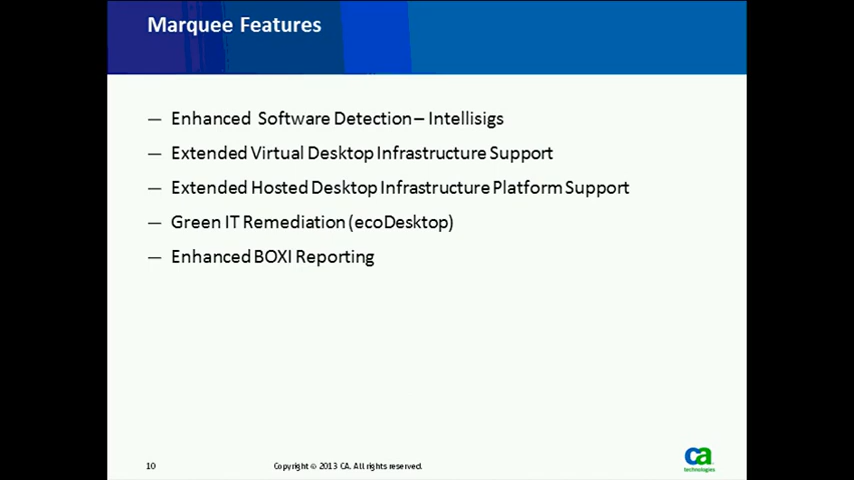 Marquee Features
— Enhanced Software Detection – Intellisigs
— Extended Virtual Desktop Infrastructure Support
— Extended Hosted Desktop Infrastructure Platform Support
— Green IT Remediation (ecoDesktop)
— Enhanced BOXI Reporting
10
Copyright © 2013 CA. All rights reserved.
ca
technologies